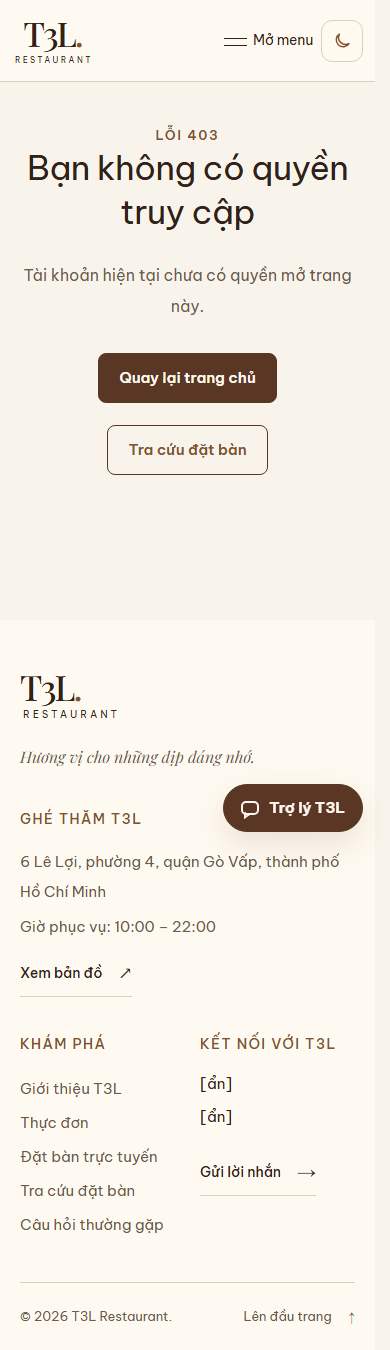 T3L.
RESTAURANT
Mở menu
LỖI 403
Bạn không có quyền
truy cập
Tài khoản hiện tại chưa có quyền mở trang
này.
Quay lại trang chủ
Tra cứu đặt bàn
T3L.
RESTAURANT
Hương vị cho những dịp đáng nhớ.
GHÉ THĂM T3L
Trợ lý T3L
6 Lê Lợi, phường 4, quận Gò Vấp, thành phố
Hồ Chí Minh
Giờ phục vụ: 10:00 – 22:00
Xem bản đồ ↗
KHÁM PHÁ
Giới thiệu T3L
Thực đơn
Đặt bàn trực tuyến
Tra cứu đặt bàn
Câu hỏi thường gặp
KẾT NỐI VỚI T3L
[ẩn]
[ẩn]
Gửi lời nhắn →
© 2026 T3L Restaurant.
Lên đầu trang ↑